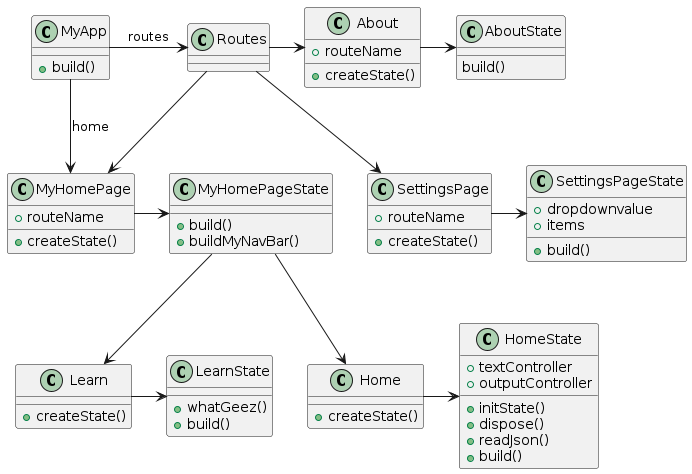 C MyApp
build()
routes
C Routes
C About
routeName
createState()
C AboutState
build()
home
C MyHomePage
routeName
createState()
C MyHomePageState
build()
buildMyNavBar()
C SettingsPage
routeName
createState()
C SettingsPageState
dropdownvalue
items
build()
C Learn
createState()
C LearnState
whatGeez()
build()
C Home
createState()
C HomeState
textController
outputController
initState()
dispose()
readJson()
build()